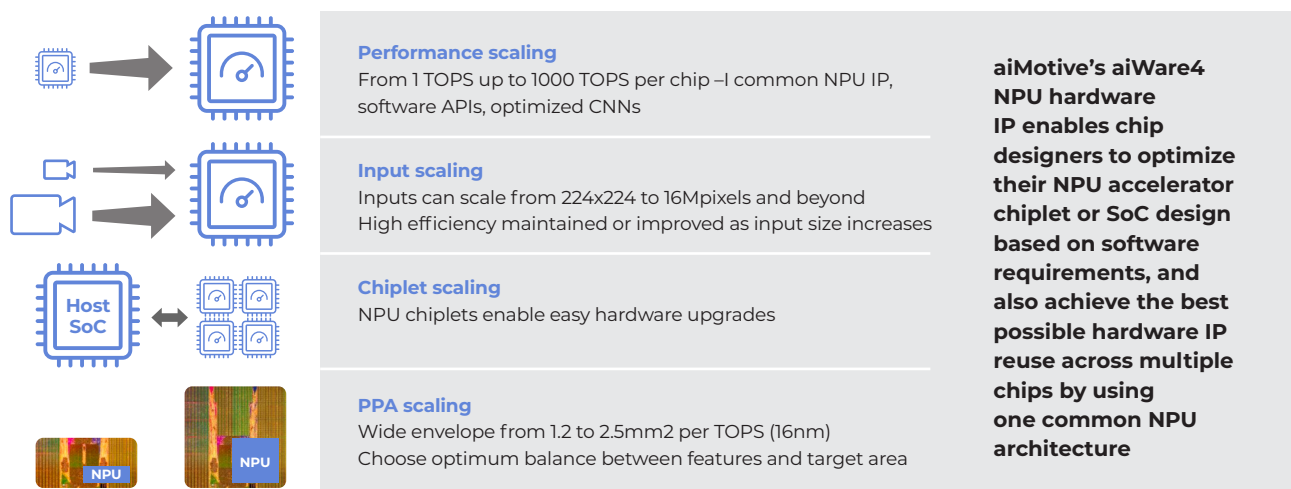 Performance scaling
From 1 TOPS up to 1000 TOPS per chip –I common NPU IP,
software APIs, optimized CNNs
Input scaling
Inputs can scale from 224x224 to 16Mpixels and beyond
High efficiency maintained or improved as input size increases
Host
SoC
Chiplet scaling
NPU chiplets enable easy hardware upgrades
NPU
NPU
PPA scaling
Wide envelope from 1.2 to 2.5mm2 per TOPS (16nm)
Choose optimum balance between features and target area
aiMotive’s aiWare4
NPU hardware
IP enables chip
designers to optimize
their NPU accelerator
chiplet or SoC design
based on software
requirements, and
also achieve the best
possible hardware IP
reuse across multiple
chips by using
one common NPU
architecture